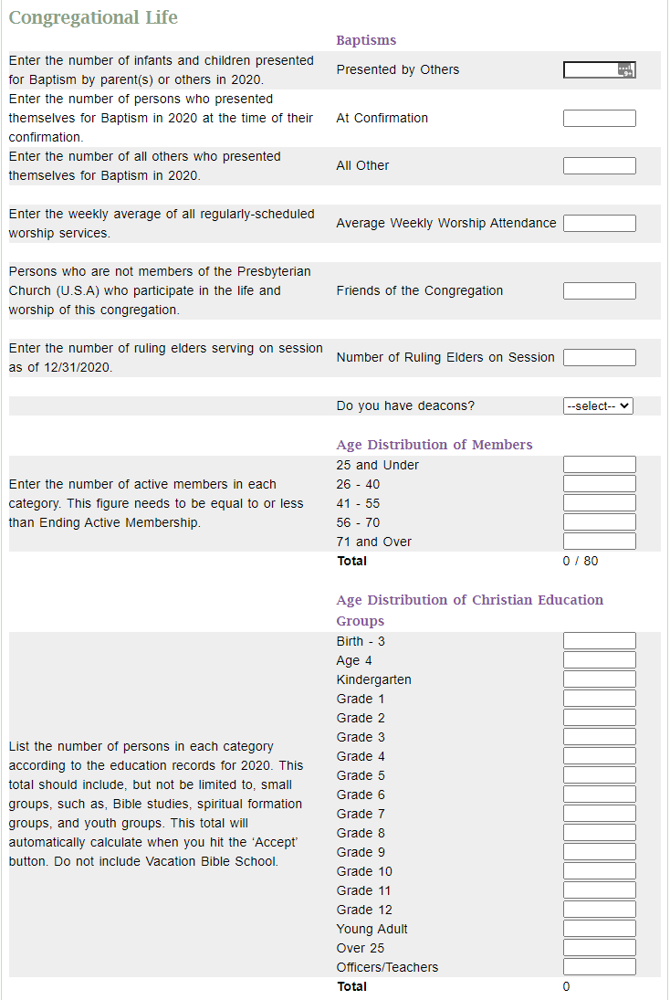 Congregational Life
Baptisms
Enter the number of infants and children presented
for Baptism by parent(s) or others in 2020.
Presented by Others
Enter the number of persons who presented
themselves for Baptism in 2020 at the time of their
confirmation.
At Confirmation
Enter the number of all others who presented
themselves for Baptism in 2020.
All Other
Enter the weekly average of all regularly-scheduled
worship services.
Average Weekly Worship Attendance
Persons who are not members of the Presbyterian
Church (U.S.A) who participate in the life and
worship of this congregation.
Friends of the Congregation
Enter the number of ruling elders serving on session
as of 12/31/2020.
Number of Ruling Elders on Session
Do you have deacons?
--select--
Age Distribution of Members
Enter the number of active members in each
category. This figure needs to be equal to or less
than Ending Active Membership.
25 and Under
26 - 40
41 - 55
56 - 70
71 and Over
Total 0 / 80
Age Distribution of Christian Education
Groups
List the number of persons in each category
according to the education records for 2020. This
total should include, but not be limited to, small
groups, such as, Bible studies, spiritual formation
groups, and youth groups. This total will
automatically calculate when you hit the ‘Accept’
button. Do not include Vacation Bible School.
Birth - 3
Age 4
Kindergarten
Grade 1
Grade 2
Grade 3
Grade 4
Grade 5
Grade 6
Grade 7
Grade 8
Grade 9
Grade 10
Grade 11
Grade 12
Young Adult
Over 25
Officers/Teachers
Total 0